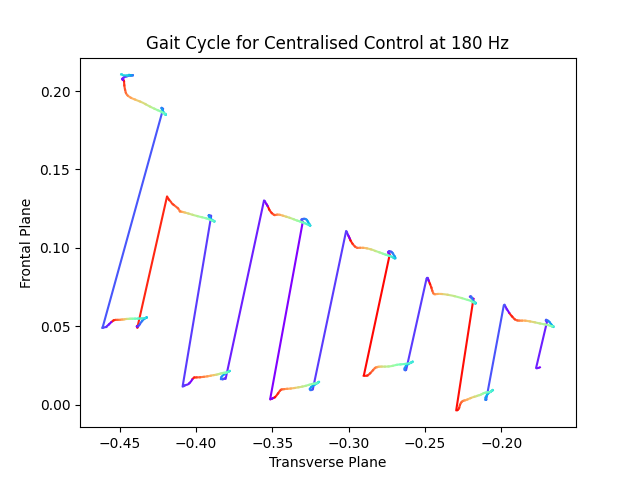 Gait Cycle for Centralised Control at 180 Hz
Frontal Plane
0.20
0.15
0.10
0.05
0.00
−0.45 −0.40 −0.35 −0.30 −0.25 −0.20
Transverse Plane